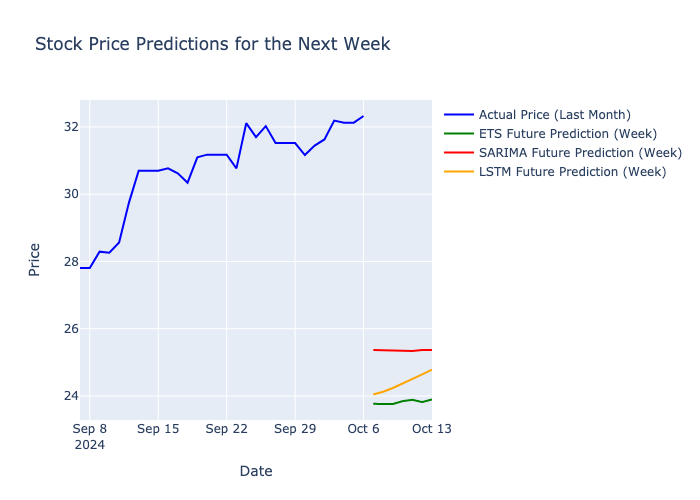 Stock Price Predictions for the Next Week
Actual Price (Last Month)
ETS Future Prediction (Week)
SARIMA Future Prediction (Week)
LSTM Future Prediction (Week)
Price
32
30
28
26
24
Sep 8
2024
Sep 15
Sep 22
Sep 29
Oct 6
Oct 13
Date